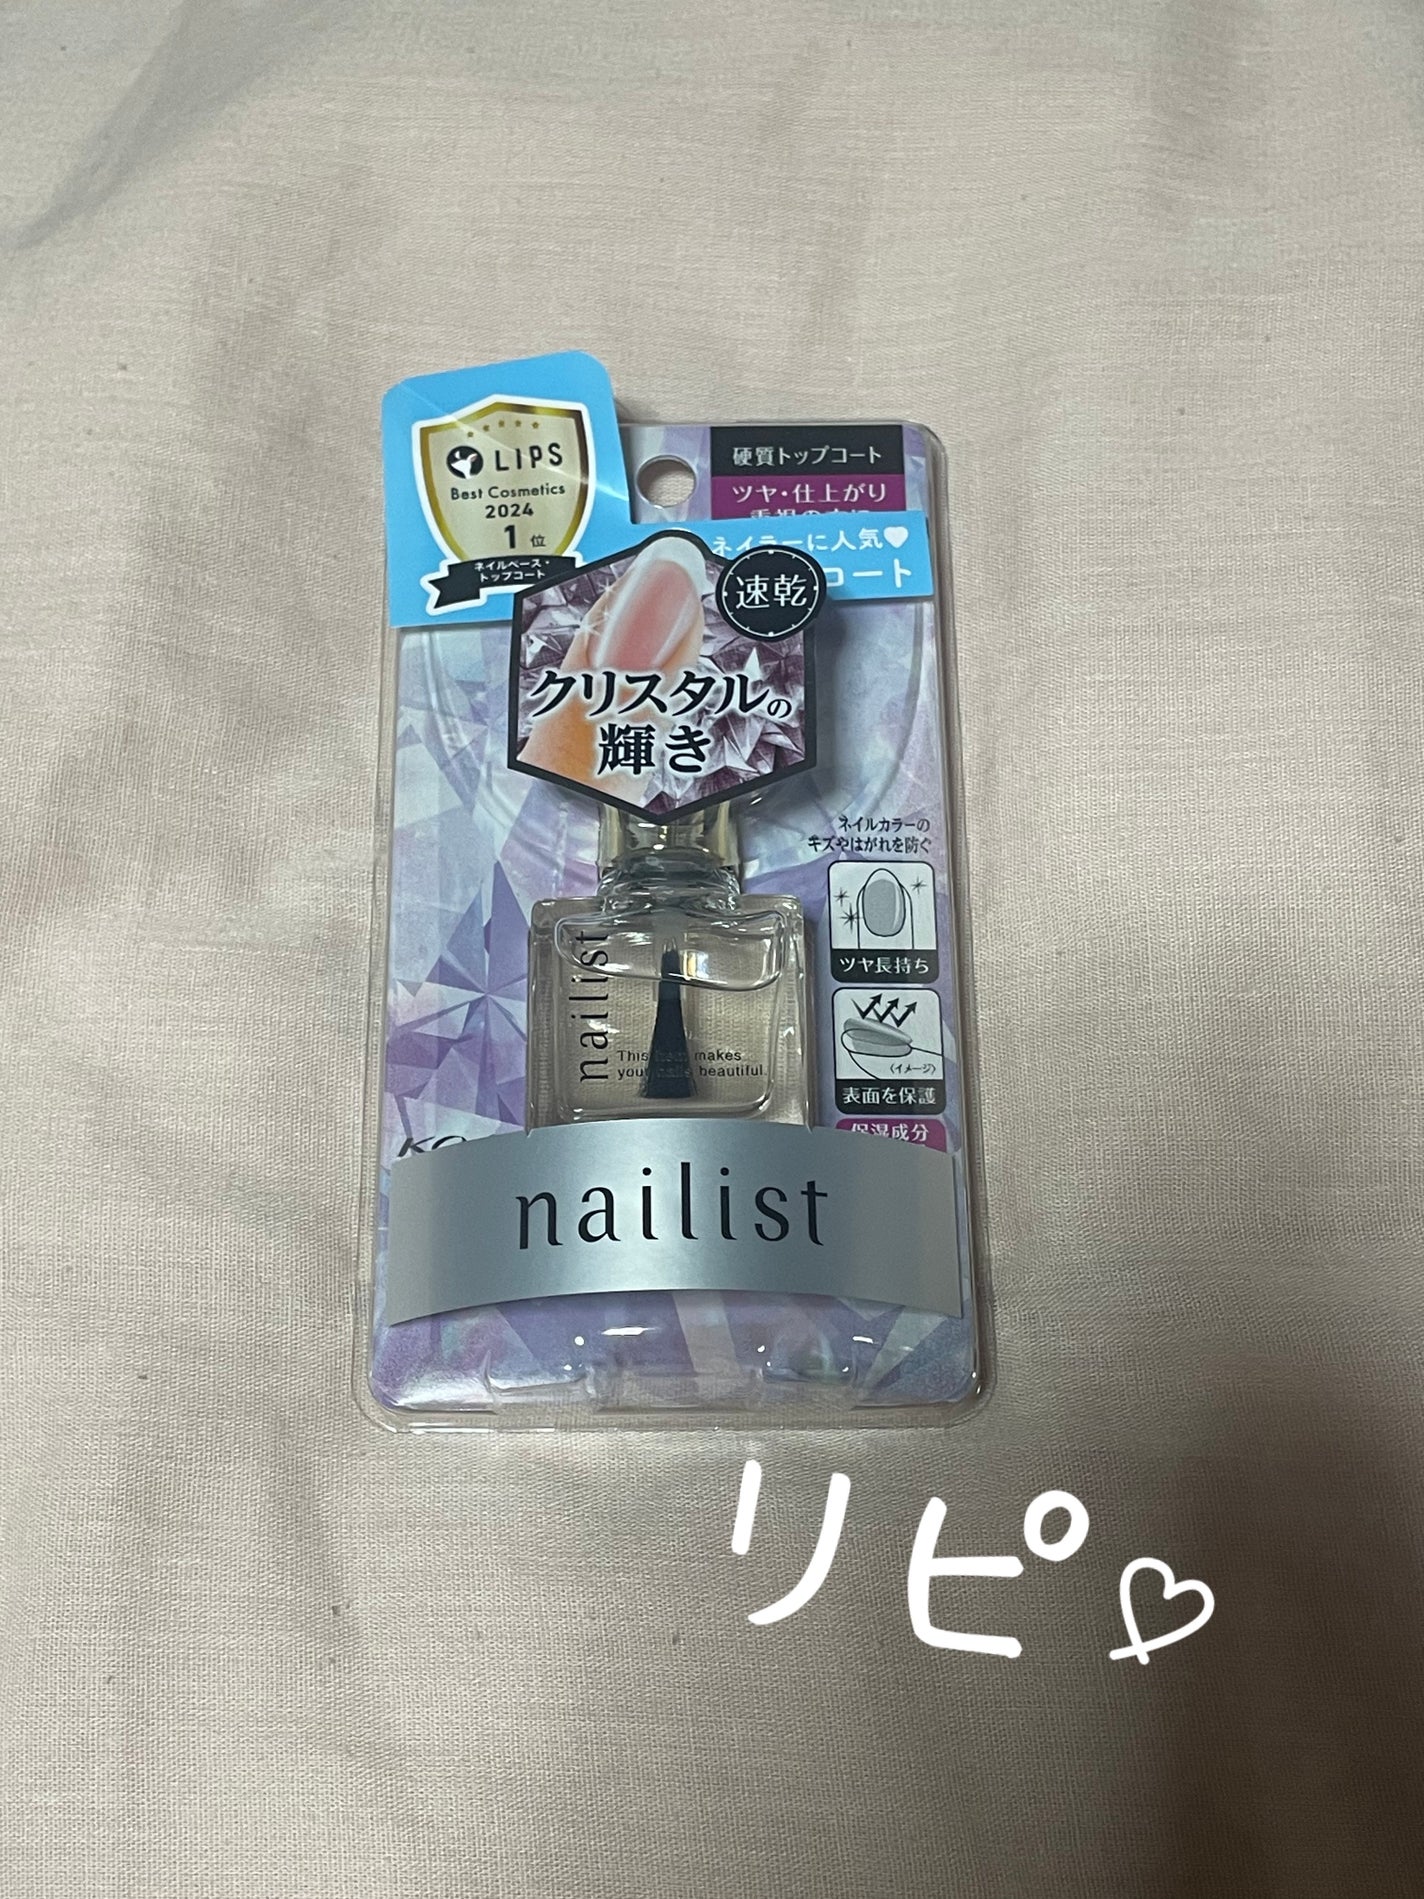 LIPS
Best Cosmetics
2024
1位
ネイルベース・
トップコート
硬質トップコート
ツヤ・仕上がり
ネイラーに人気♥
コート
速乾
クリスタルの
輝き
ネイルカラーの
キズやはがれを防ぐ
ツヤ長持ち
〈イメージ〉
表面を保護
保湿成分
nailist
This item makes
your nails beautiful.
nailist
リピ♡